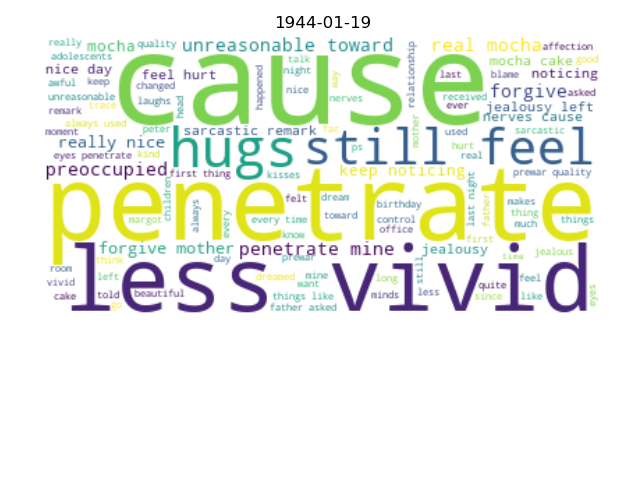 1944-01-19
really
mocha
quality
unreasonable toward
real mocha
affection
adolescents
talk
mocha cake
good
nice day
feel hurt
night
last
blame
noticing
awful
keep
changed
happened
relationship
way
nice
forgive
asked
unreasonable
laughs
head
cause
nerves
received
ever
jealousy left
remark
trace
always used
nerves cause
moment
peter
sarcastic remark
far
mother
used
sarcastic
really nice
hugs
still
feel
hurt
eyes penetrate
kind
ps
real
preoccupied
first thing
kisses
keep noticing
prewar quality
children
penetrate
always
every
felt
dream
birthday
last night
father
makes
margot
every time
toward
control
thing
things
office
much
know
first
forgive mother
penetrate mine
jealousy
time
jealous
room
think
day
prewar
still
vivid
left
less
vivid
dreamed
mine
long
quite
feel
want
cake
told
beautiful
things like
minds
less
since
like
eyes
go
father asked